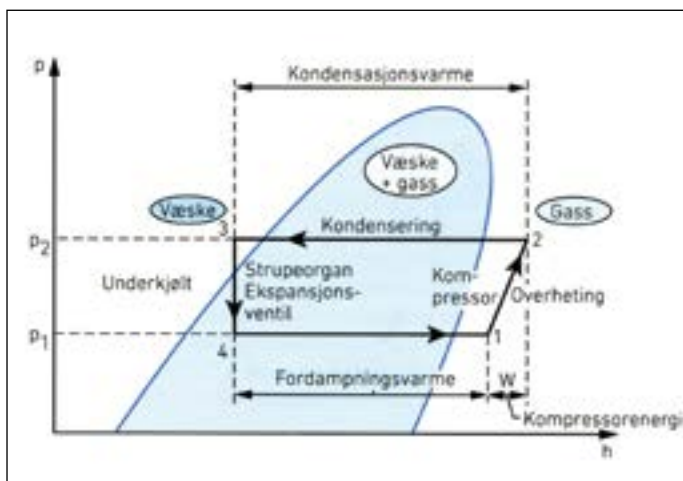 Kondensasjonsvarme
p
Væske
+ gass
Væske
Gass
3
Kondensering
2
p2
Underkjølt
Strupeorgan
Ekspansjons-
ventil
Kom-
pressor
Overheting
p1
4
1
Fordampningsvarme
W
Kompressorenergi
h